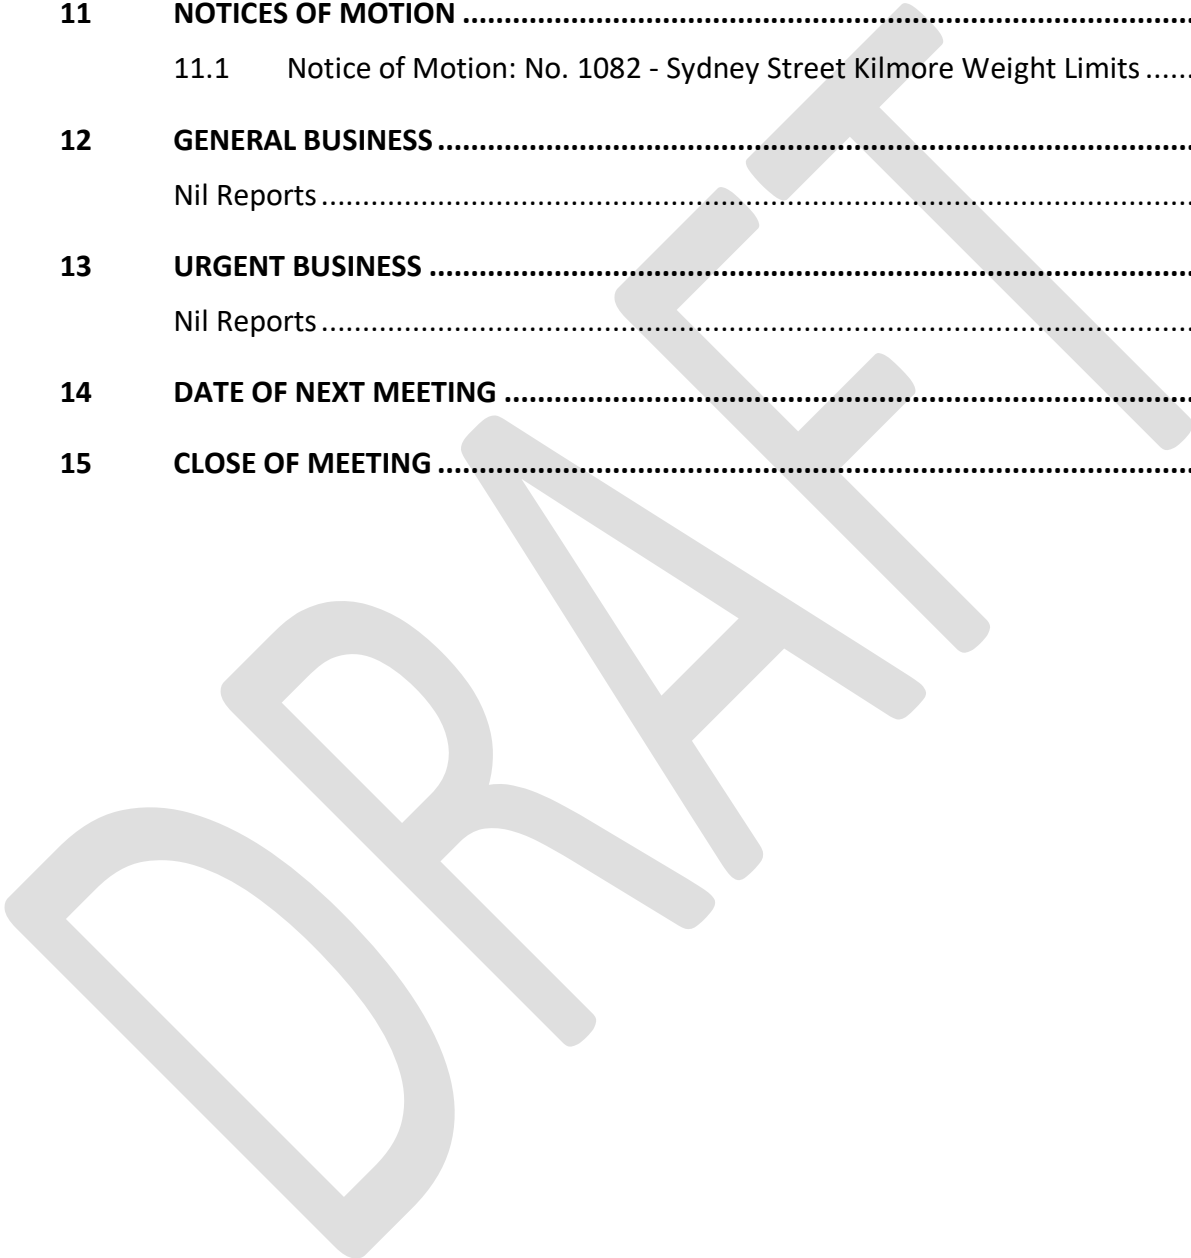 11 NOTICES OF MOTION ........................................................................................
11.1 Notice of Motion: No. 1082 - Sydney Street Kilmore Weight Limits ......
12 GENERAL BUSINESS ...........................................................................................
Nil Reports ........................................................................................................
13 URGENT BUSINESS ............................................................................................
Nil Reports ........................................................................................................
14 DATE OF NEXT MEETING ..................................................................................
15 CLOSE OF MEETING ...........................................................................................
DRAFT